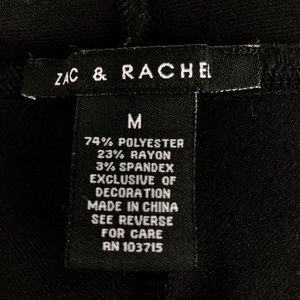 ZAC & RACHEL
M
74% POLYESTER
23% RAYON
3% SPANDEX
EXCLUSIVE OF
DECORATION
MADE IN CHINA
SEE REVERSE
FOR CARE
RN 103715